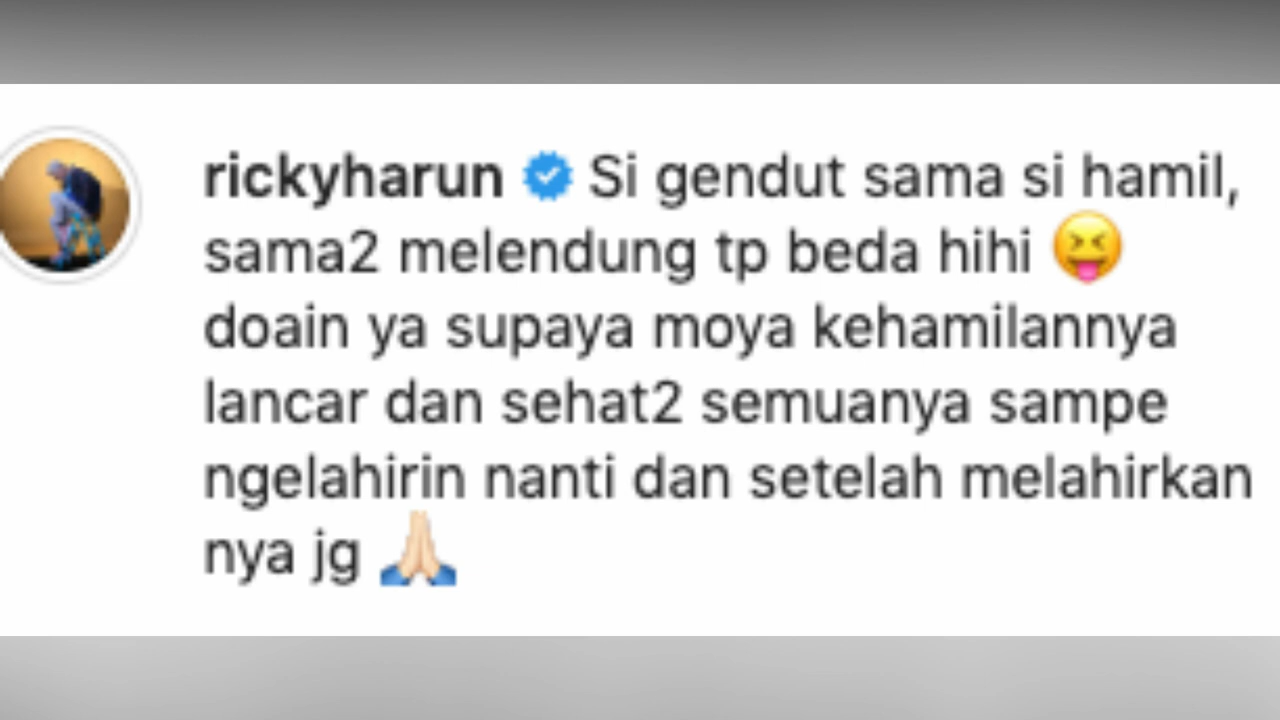 rickyharun Si gendut sama si hamil,
sama2 melendung tp beda hihi 😝
doain ya supaya moya kehamilannya
lancar dan sehat2 semuanya sampe
ngelahirin nanti dan setelah melahirkan
nya jg 🙏🏻